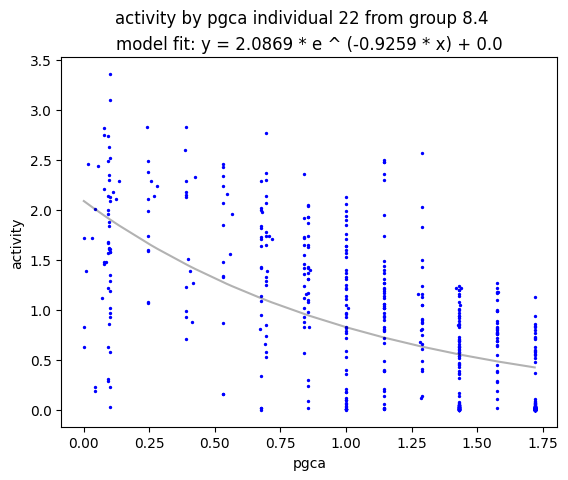 activity by pgca individual 22 from group 8.4
model fit: y = 2.0869 * e ^ (-0.9259 * x) + 0.0
3.5
3.0
2.5
2.0
1.5
1.0
0.5
0.0
activity
0.00 0.25 0.50 0.75 1.00 1.25 1.50 1.75
pgca